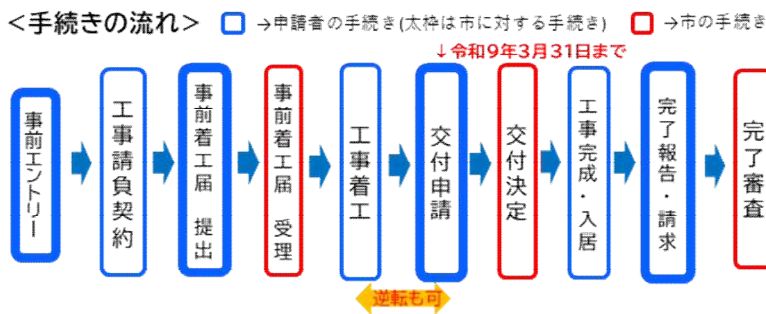 <手続きの流れ>
→申請者の手続き(太枠は市に対する手続き)
→市の手続き
↓令和9年3月31日まで
事前エントリー
工事請負契約
事前着工届 提出
事前着工届 受理
工事着工
交付申請
交付決定
工事完成・入居
完了報告・請求
完了審査
逆転も可